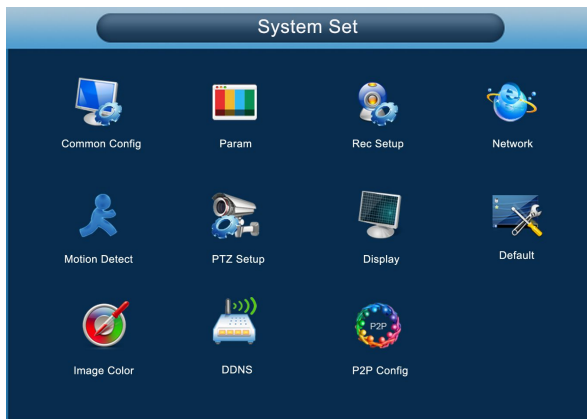 System Set
Common Config
Param
Rec Setup
Network
Motion Detect
PTZ Setup
Display
Default
Image Color
DDNS
P2P
P2P Config